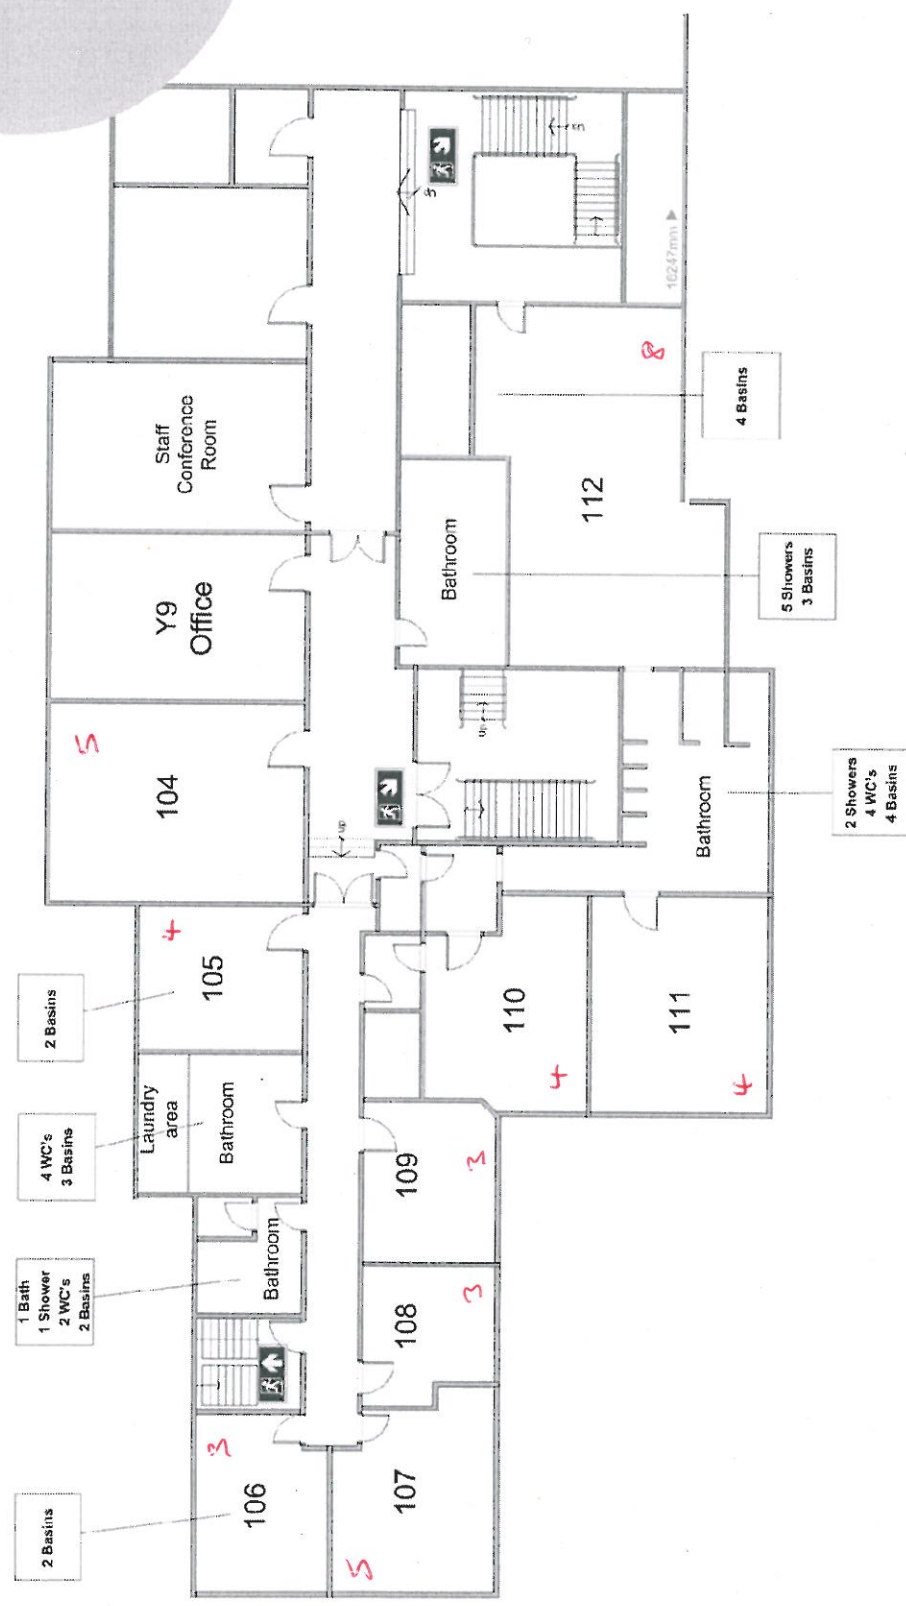 2 Basins
4 WC's
3 Basins
1 Bath
1 Shower
2 WC's
2 Basins
2 Basins
5
104
Y9
Office
Staff
Conference
Room
4
105
Laundry
area
Bathroom
Bathroom
3
106
up
5
107
108
3
109
3
110
4
111
4
Bathroom
up
Bathroom
112
8
16247mm
2 Showers
4 WC's
4 Basins
5 Showers
3 Basins
4 Basins